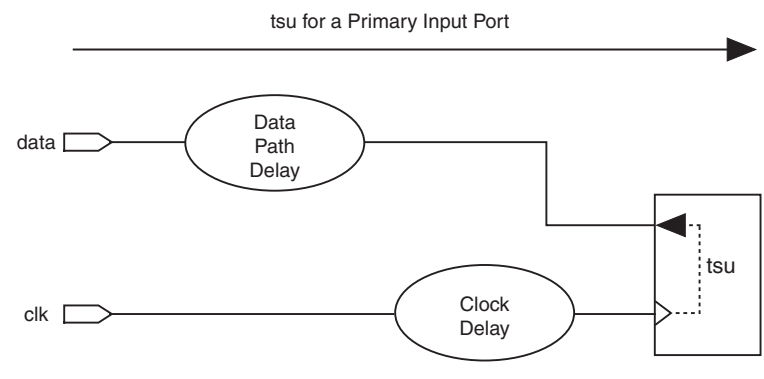 tsu for a Primary Input Port
data
Data
Path
Delay
tsu
clk
Clock
Delay